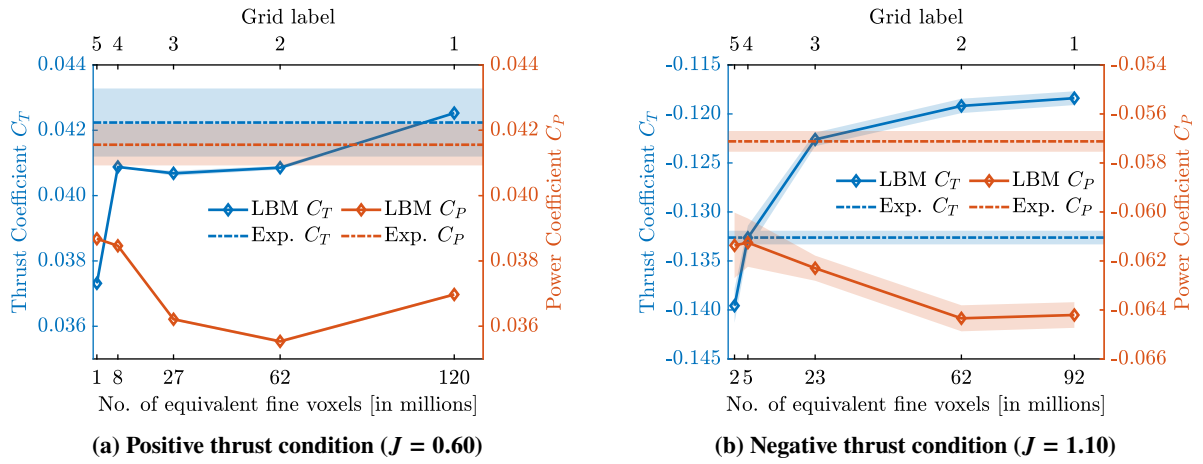 Grid label
5 4 3 2 1
0.044
0.042
0.040
0.038
0.036
Thrust Coefficient C_T
0.044
0.042
0.040
0.038
0.036
Power Coefficient C_P
LBM C_T LBM C_P
Exp. C_T Exp. C_P
1 8 27 62 120
No. of equivalent fine voxels [in millions]
(a) Positive thrust condition (J = 0.60)
Grid label
5 4 3 2 1
-0.115
-0.120
-0.125
-0.130
-0.135
-0.140
-0.145
Thrust Coefficient C_T
-0.054
-0.056
-0.058
-0.060
-0.062
-0.064
-0.066
Power Coefficient C_P
LBM C_T LBM C_P
Exp. C_T Exp. C_P
2 5 23 62 92
No. of equivalent fine voxels [in millions]
(b) Negative thrust condition (J = 1.10)